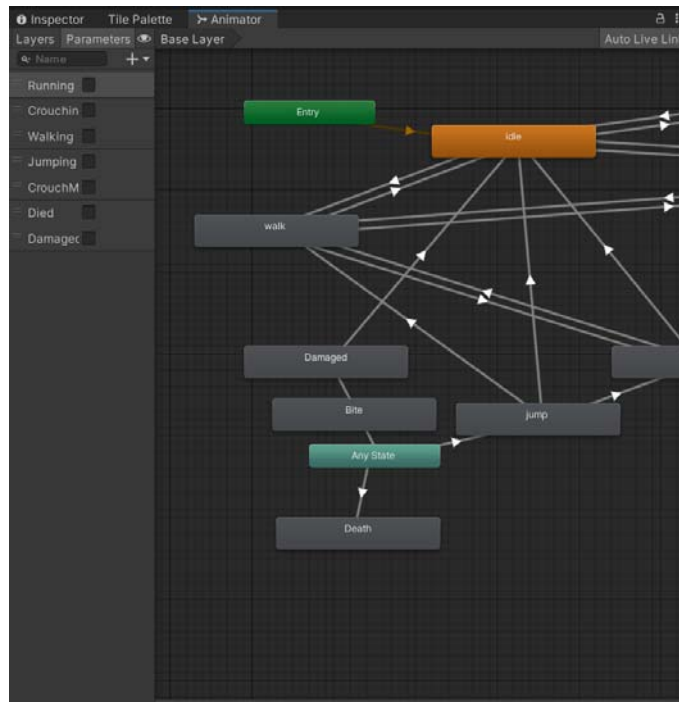 Inspector Tile Palette Animator
Layers Parameters Base Layer Auto Live Lin
Name
Running
Crouchin
Walking
Jumping
CrouchM
Died
Damagec
Entry
Idle
walk
Damaged
Bite
jump
Any State
Death